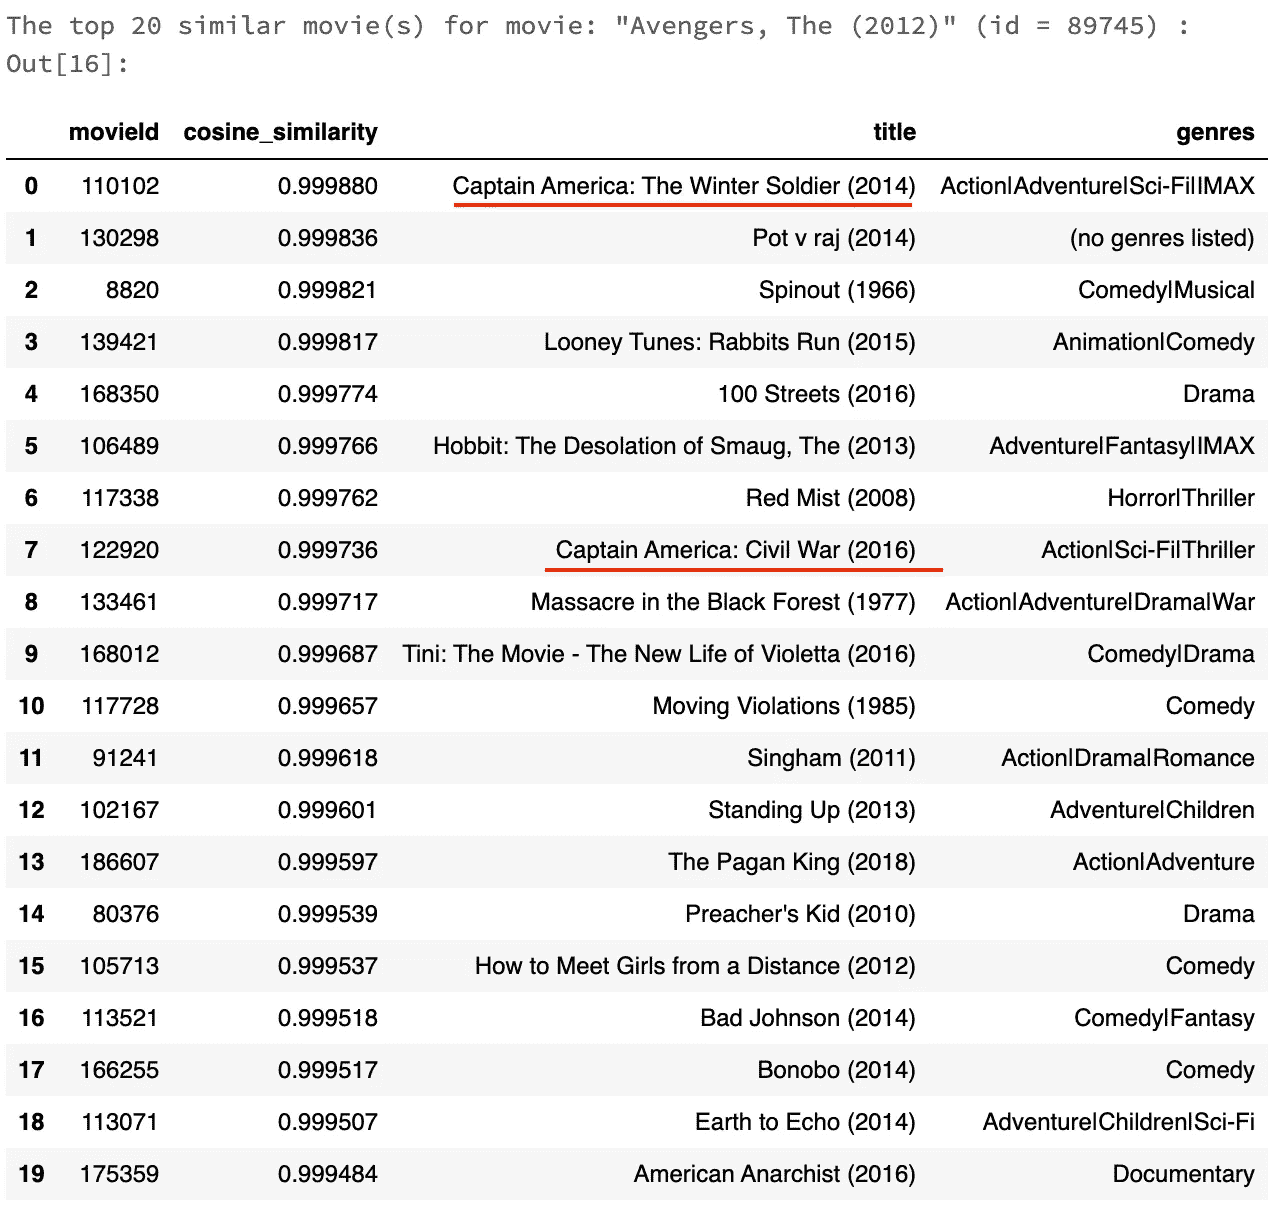 The top 20 similar movie(s) for movie: "Avengers, The (2012)" (id = 89745) :
Out[16]:
movieId cosine_similarity title genres
0 110102 0.999880 Captain America: The Winter Soldier (2014) Action|Adventure|Sci-Fi|IMAX
1 130298 0.999836 Pot v raj (2014) (no genres listed)
2 8820 0.999821 Spinout (1966) Comedy|Musical
3 139421 0.999817 Looney Tunes: Rabbits Run (2015) Animation|Comedy
4 168350 0.999774 100 Streets (2016) Drama
5 106489 0.999766 Hobbit: The Desolation of Smaug, The (2013) Adventure|Fantasy|IMAX
6 117338 0.999762 Red Mist (2008) Horror|Thriller
7 122920 0.999736 Captain America: Civil War (2016) Action|Sci-Fi|Thriller
8 133461 0.999717 Massacre in the Black Forest (1977) Action|Adventure|Drama|War
9 168012 0.999687 Tini: The Movie - The New Life of Violetta (2016) Comedy|Drama
10 117728 0.999657 Moving Violations (1985) Comedy
11 91241 0.999618 Singham (2011) Action|Drama|Romance
12 102167 0.999601 Standing Up (2013) Adventure|Children
13 186607 0.999597 The Pagan King (2018) Action|Adventure
14 80376 0.999539 Preacher's Kid (2010) Drama
15 105713 0.999537 How to Meet Girls from a Distance (2012) Comedy
16 113521 0.999518 Bad Johnson (2014) Comedy|Fantasy
17 166255 0.999517 Bonobo (2014) Comedy
18 113071 0.999507 Earth to Echo (2014) Adventure|Children|Sci-Fi
19 175359 0.999484 American Anarchist (2016) Documentary